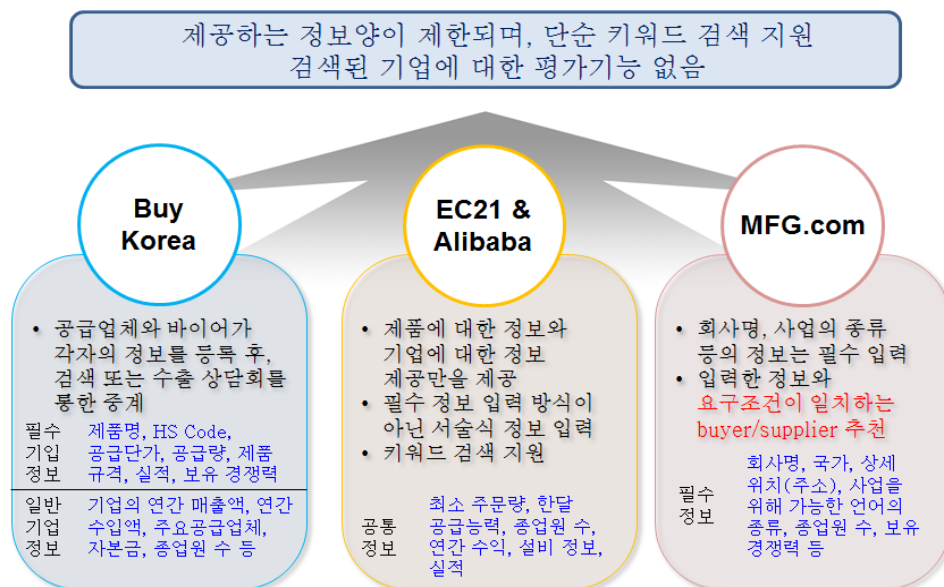 제공하는 정보양이 제한되며, 단순 키워드 검색 지원
검색된 기업에 대한 평가기능 없음
Buy
Korea
• 공급업체와 바이어가
각자의 정보를 등록 후,
검색 또는 수출 상담회를
통한 중계
필수
기입
정보
제품명, HS Code,
공급단가, 공급량, 제품
규격, 실적, 보유 경쟁력
일반
기업
정보
기업의 연간 매출액, 연간
수입액, 주요공급업체,
자본금, 종업원 수 등
EC21 &
Alibaba
• 제품에 대한 정보와
기업에 대한 정보
제공만을 제공
• 필수 정보 입력 방식이
아닌 서술식 정보 입력
• 키워드 검색 지원
공통
정보
최소 주문량, 한달
공급능력, 종업원 수,
연간 수익, 설비 정보,
실적
MFG.com
• 회사명, 사업의 종류
등의 정보는 필수 입력
• 입력한 정보와
요구조건이 일치하는
buyer/supplier 추천
필수
정보
회사명, 국가, 상세
위치(주소), 사업을
위해 가능한 언어의
종류, 종업원 수, 보유
경쟁력 등